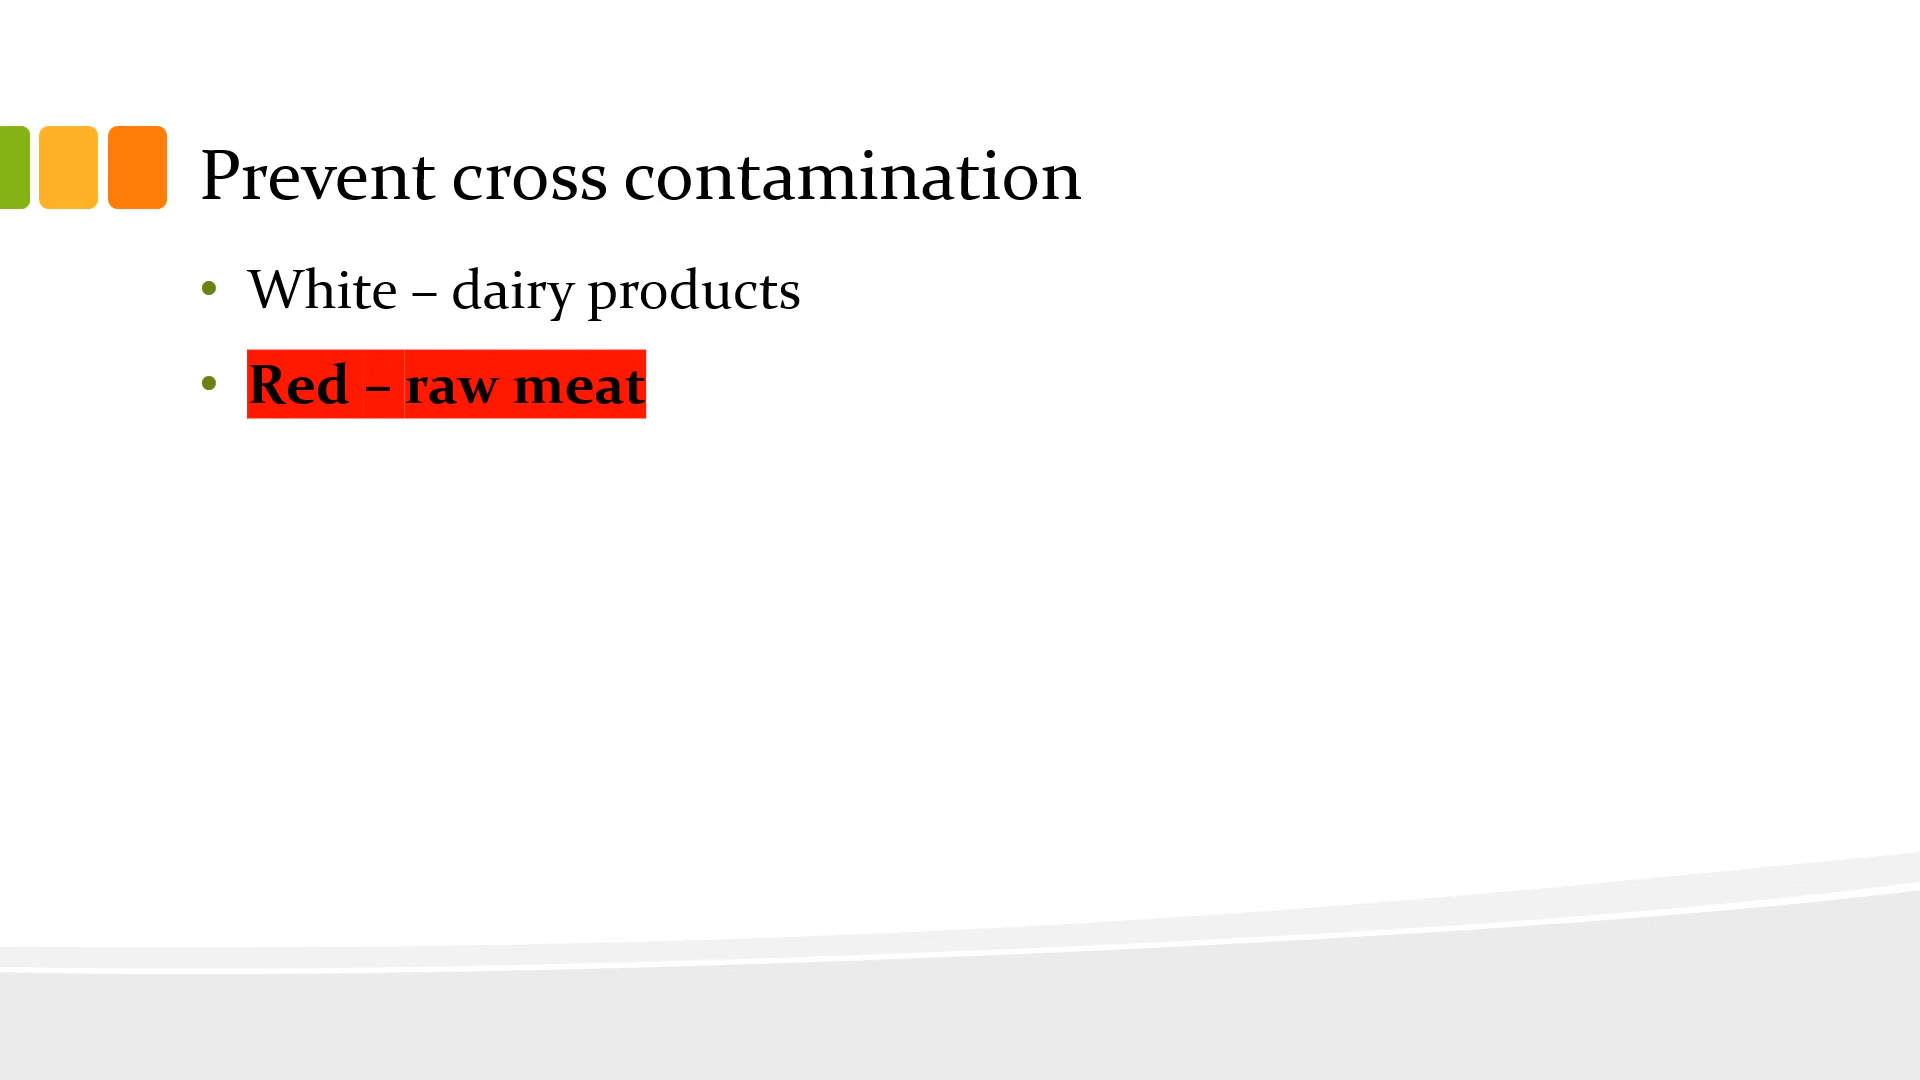 Prevent cross contamination
• White – dairy products
• Red – raw meat